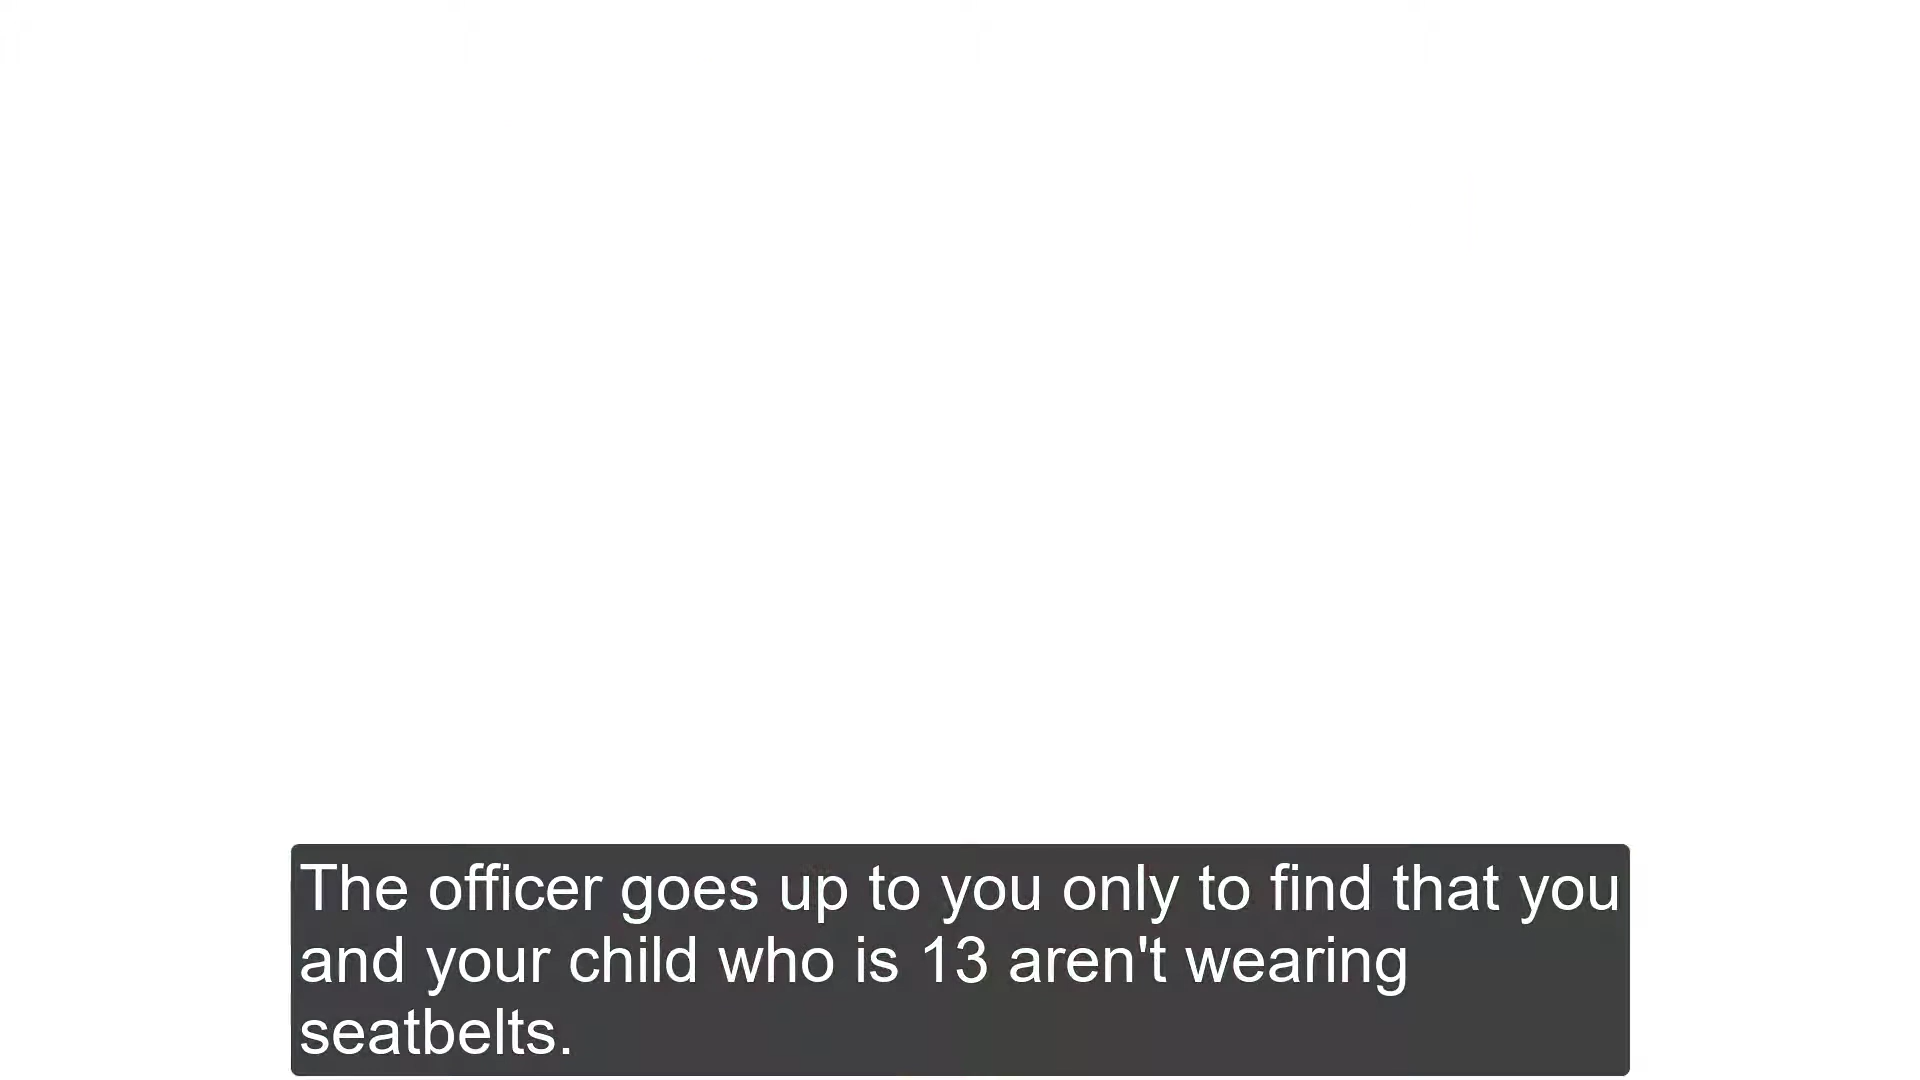 The officer goes up to you only to find that you
and your child who is 13 aren't wearing
seatbelts.